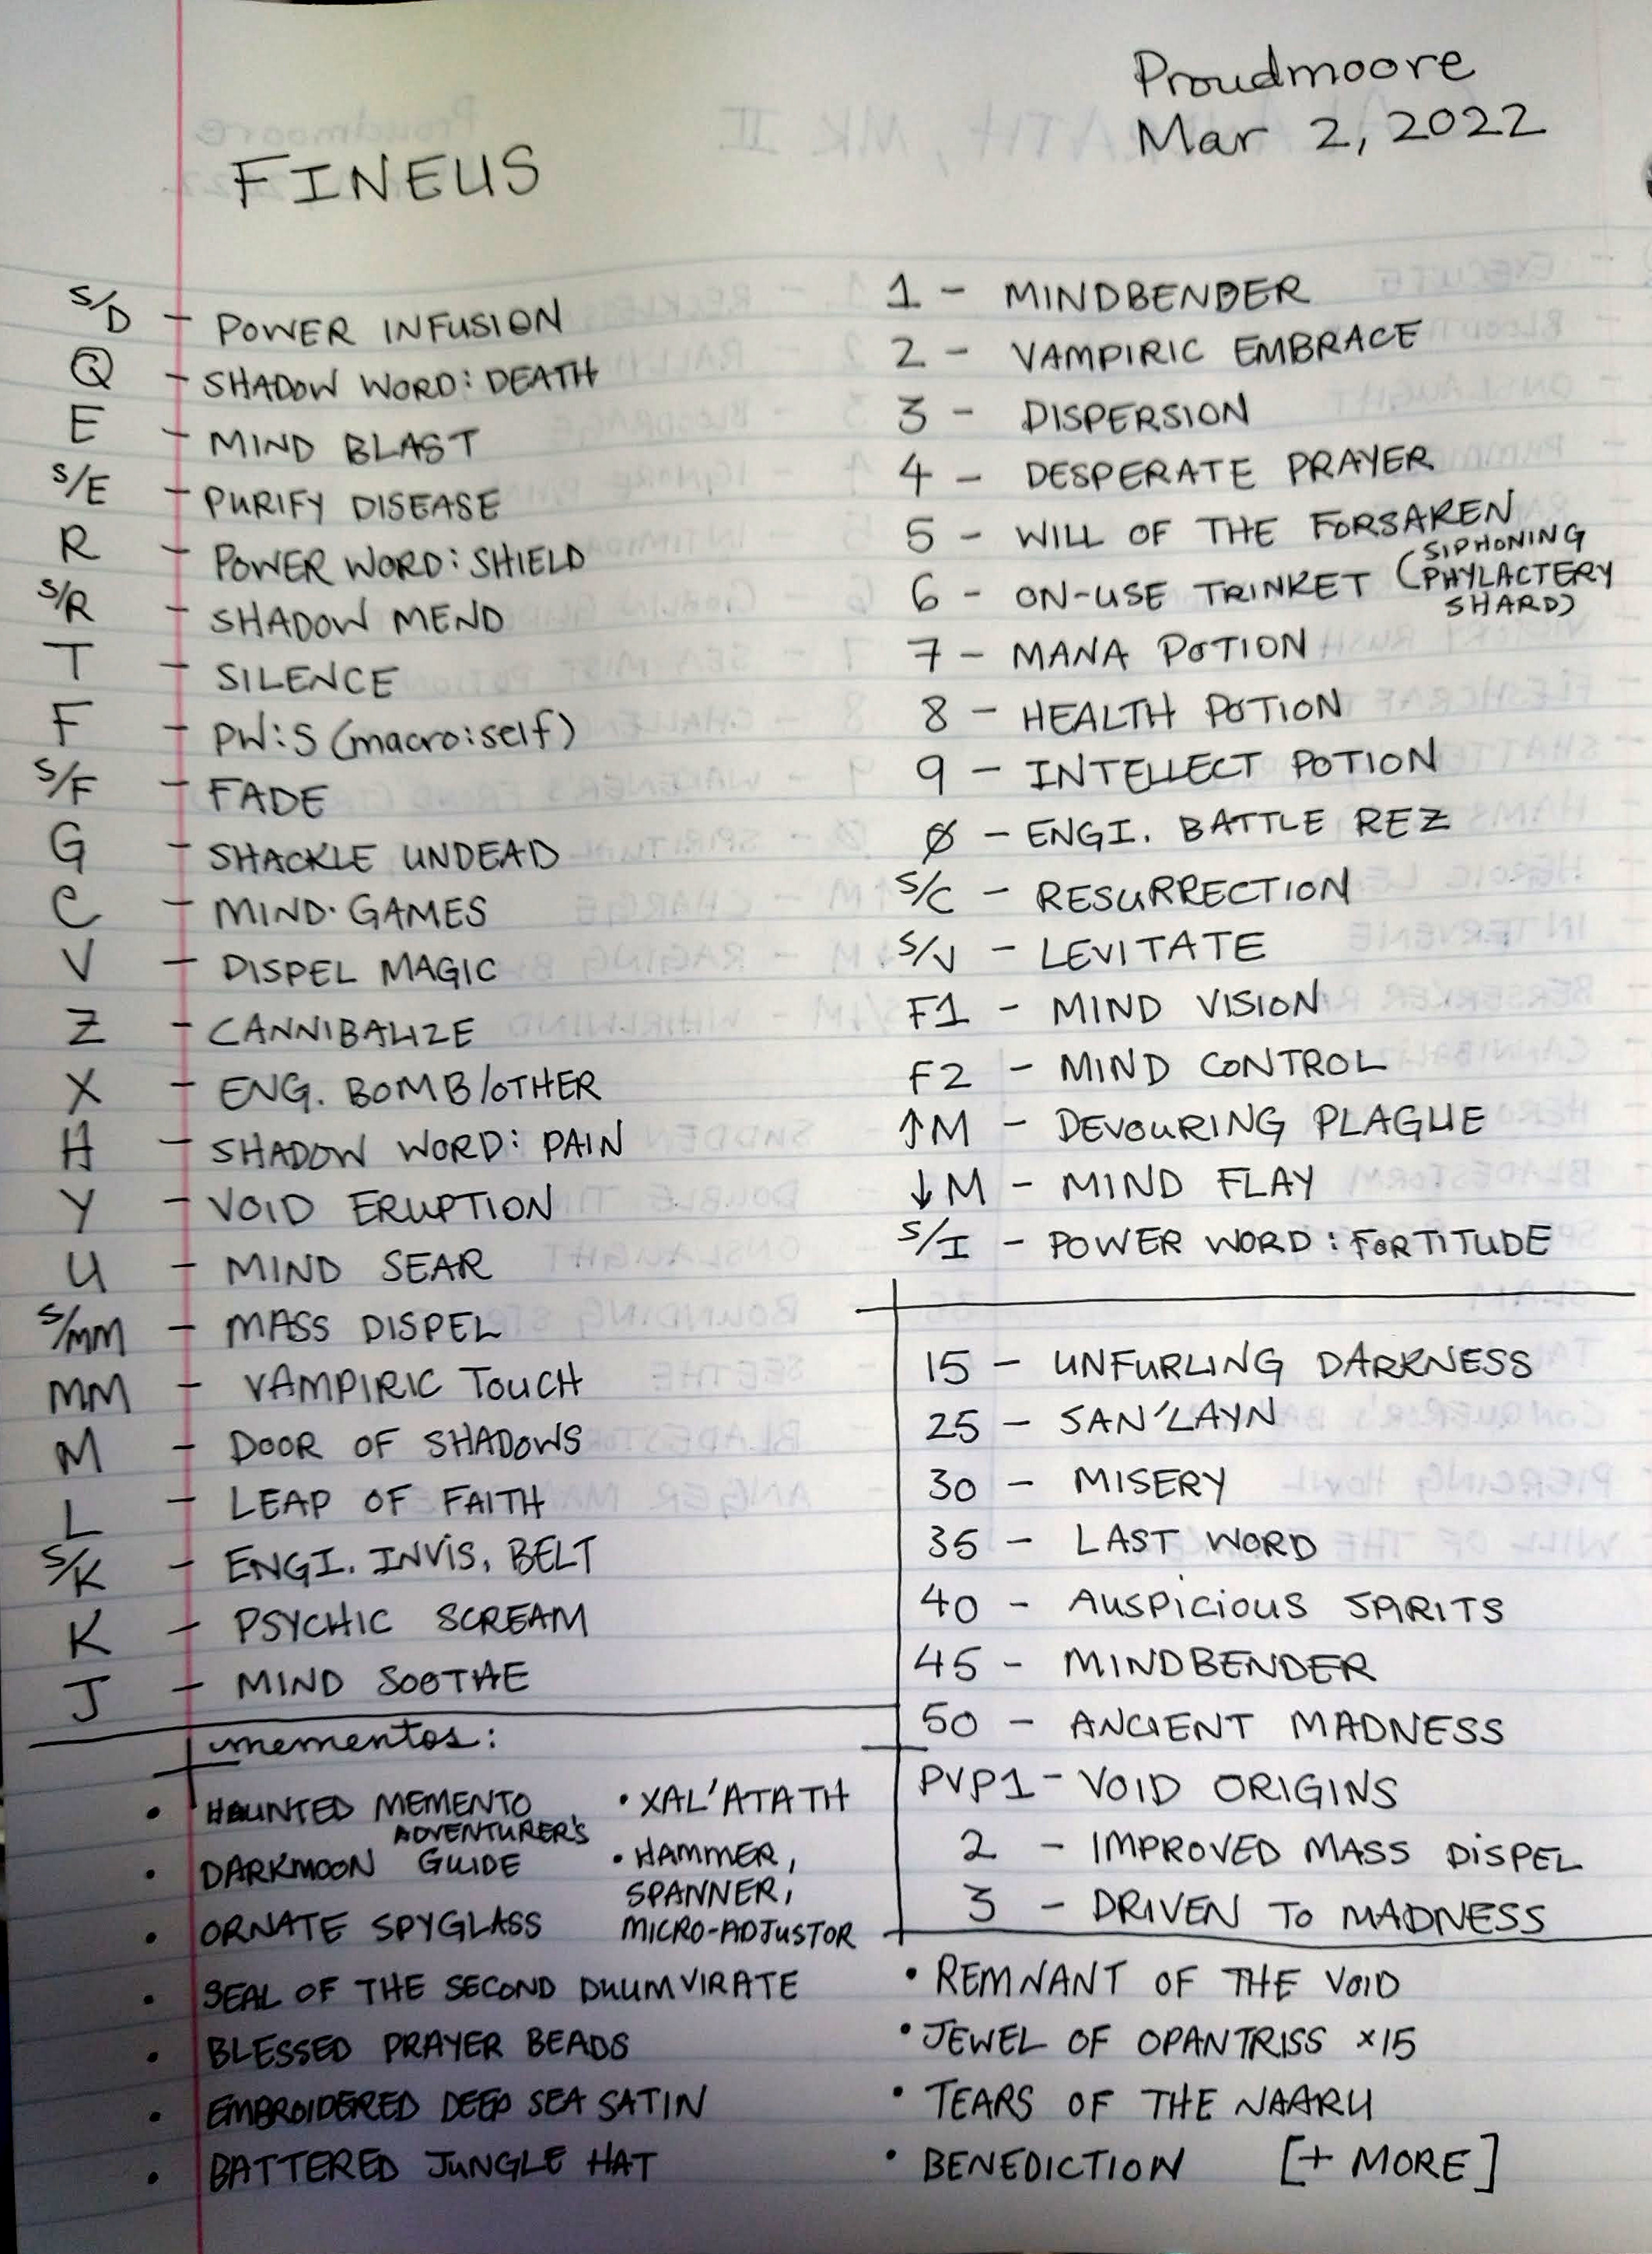 Proudmoore
Mar 2, 2022
FINEUS
S/D - POWER INFUSION
Q - SHADOW WORD: DEATH
E - MIND BLAST
S/E - PURIFY DISEASE
R - POWER WORD: SHIELD
S/R - SHADOW MEND
T - SILENCE
F - PW:S (macro:self)
S/F - FADE
G - SHACKLE UNDEAD
C - MIND GAMES
V - DISPEL MAGIC
Z - CANNIBALIZE
X - ENG. BOMB/OTHER
H - SHADOW WORD: PAIN
Y - VOID ERUPTION
U - MIND SEAR
S/MM - MASS DISPEL
MM - VAMPIRIC TOUCH
M - DOOR OF SHADOWS
L - LEAP OF FAITH
S/K - ENGI. INVIS. BELT
K - PSYCHIC SCREAM
J - MIND SOOTHE
1 - MINDBENDER
2 - VAMPIRIC EMBRACE
3 - DISPERSION
4 - DESPERATE PRAYER
5 - WILL OF THE FORSAKEN
6 - ON-USE TRINKET (SIPHONING
PHYLACTERY
SHARD)
7 - MANA POTION
8 - HEALTH POTION
9 - INTELLECT POTION
Ø - ENGI. BATTLE REZ
S/C - RESURRECTION
S/V - LEVITATE
F1 - MIND VISION
F2 - MIND CONTROL
↑M - DEVOURING PLAGUE
↓M - MIND FLAY
S/I - POWER WORD: FORTITUDE
15 - UNFURLING DARKNESS
25 - SAN'LAYN
30 - MISERY
35 - LAST WORD
40 - AUSPICIOUS SPIRITS
45 - MINDBENDER
50 - ANCIENT MADNESS
PVP1 - VOID ORIGINS
2 - IMPROVED MASS DISPEL
3 - DRIVEN TO MADNESS
mementos:
• HAUNTED MEMENTO
• DARKMOON ADVENTURER'S GUIDE
• ORNATE SPYGLASS
• SEAL OF THE SECOND DUUMVIRATE
• BLESSED PRAYER BEADS
• EMBROIDERED DEEP SEA SATIN
• BATTERED JUNGLE HAT
• XAL'ATATH
• HAMMER,
SPANNER,
MICRO-ADJUSTOR
• REMNANT OF THE VOID
• JEWEL OF OPANTRISS x15
• TEARS OF THE NAARU
• BENEDICTION [+ MORE]